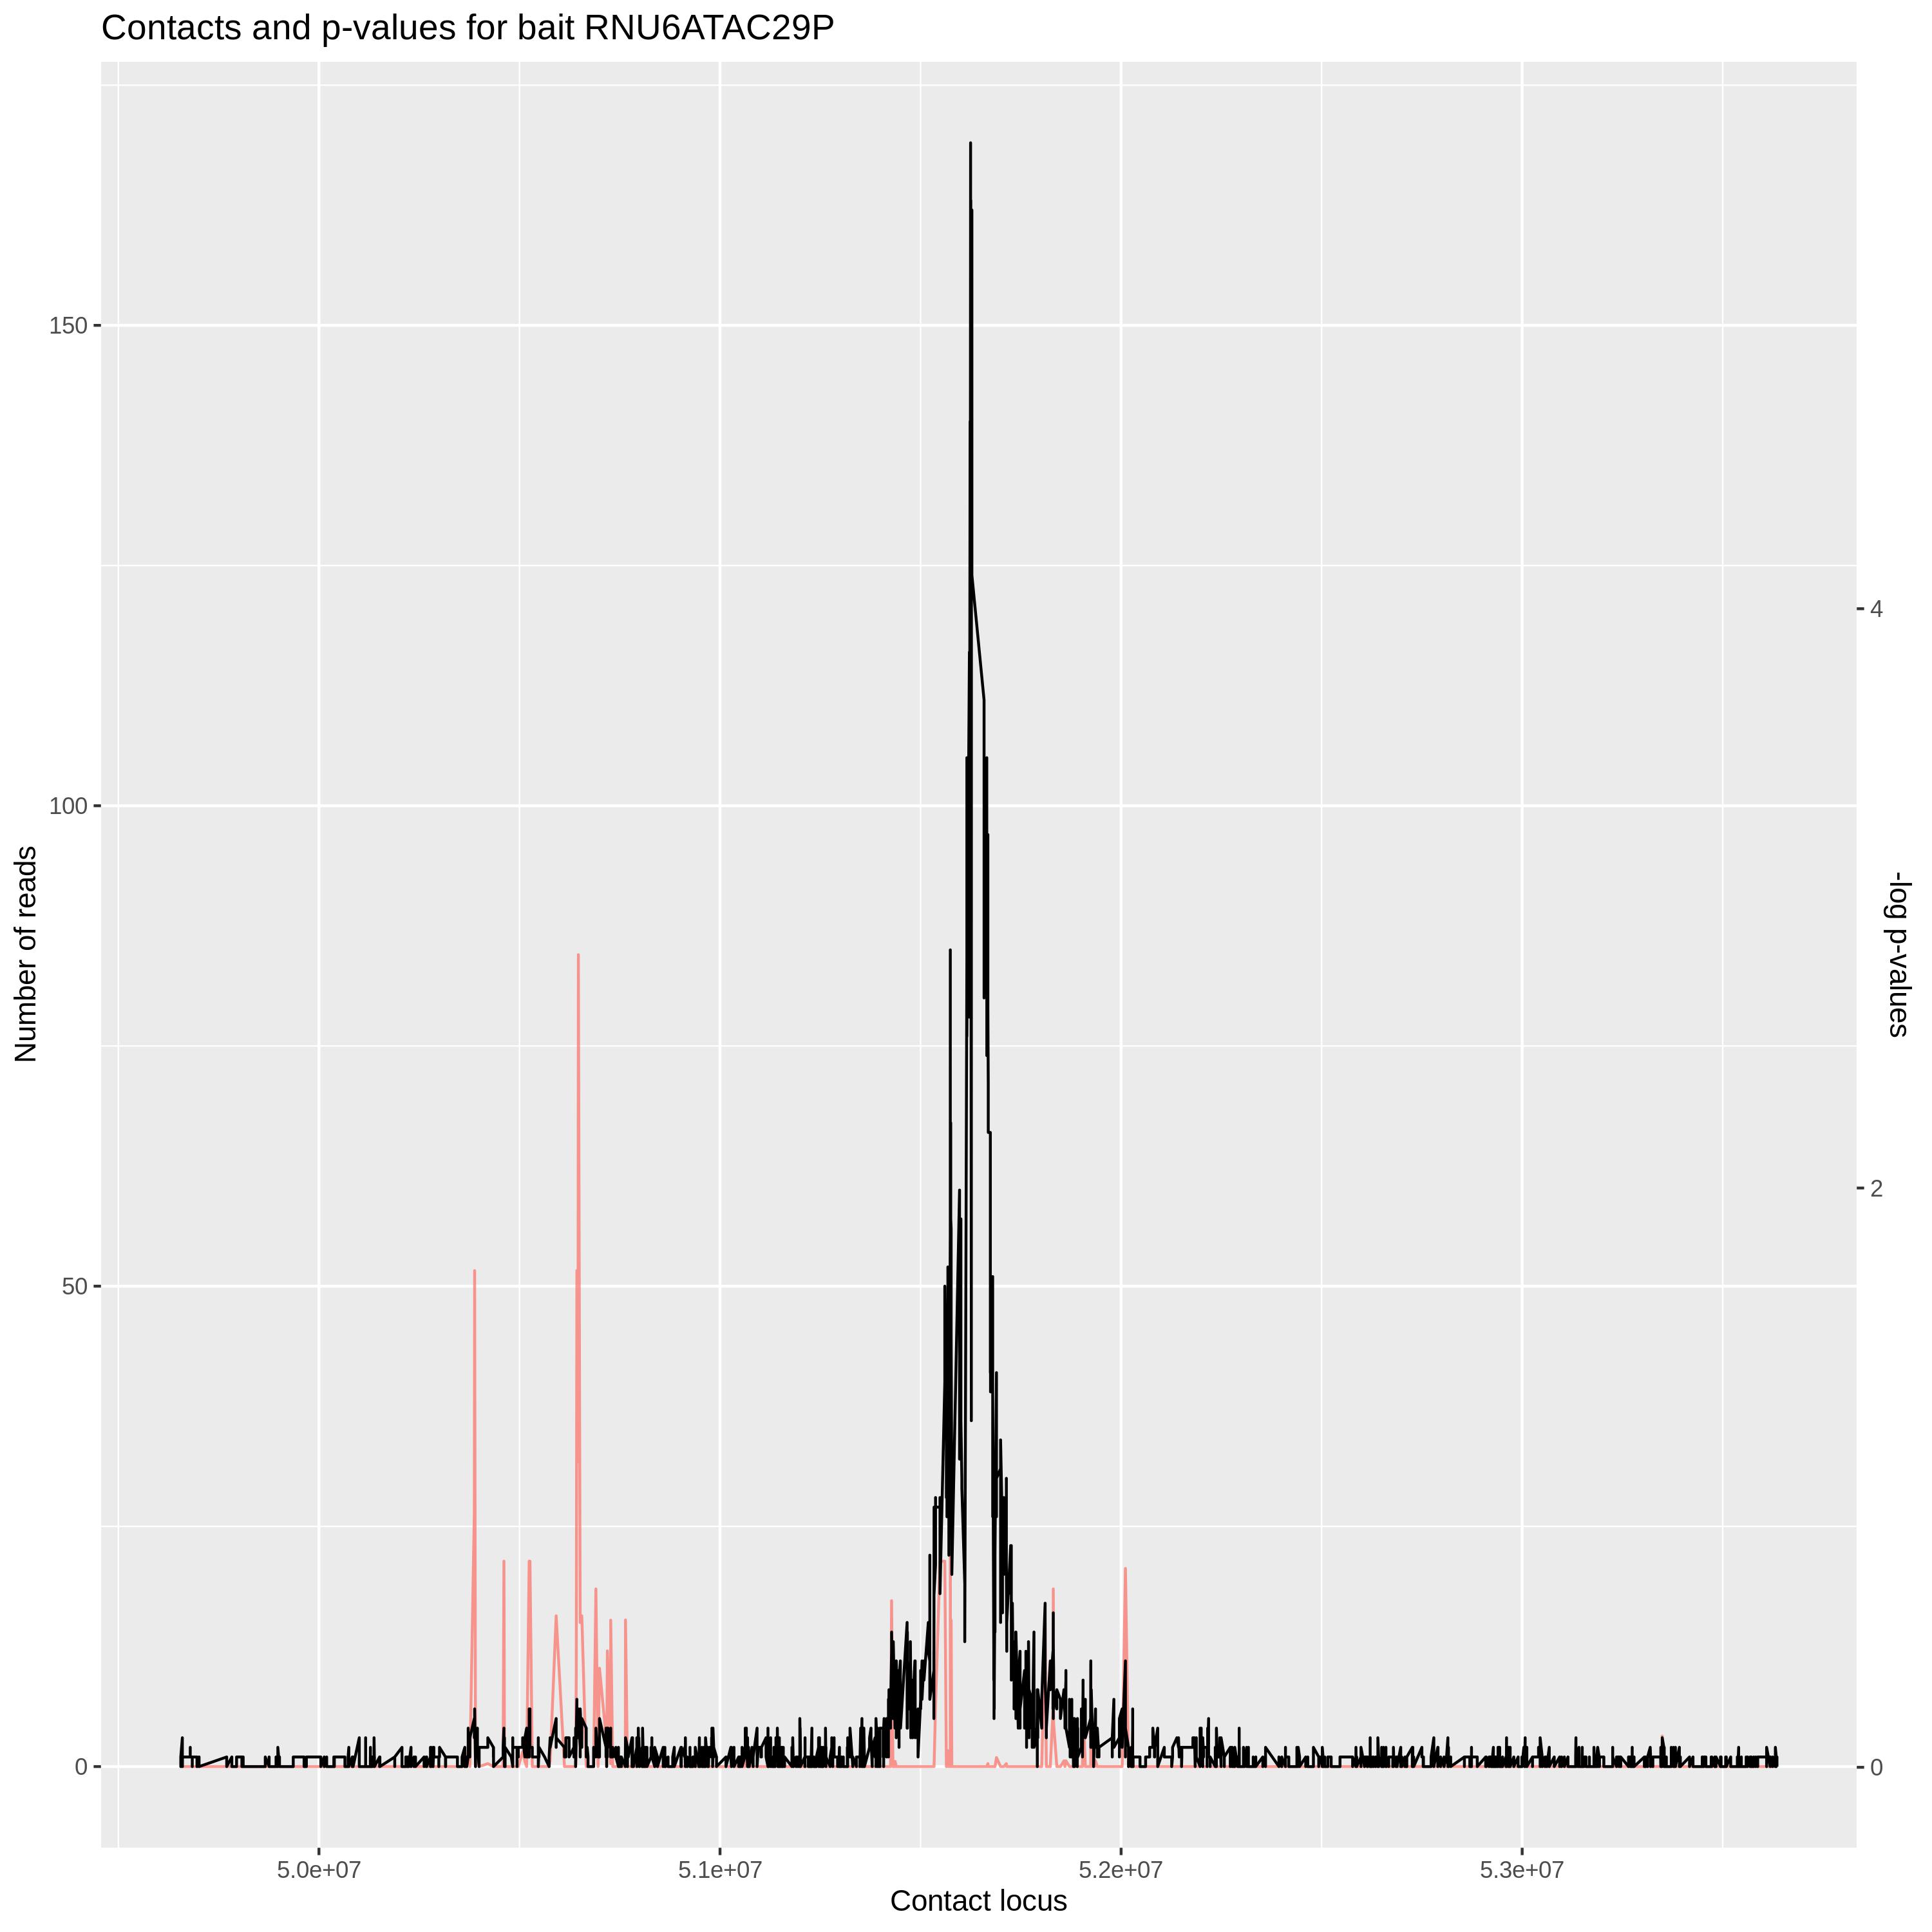 Contacts and p-values for bait RNU6ATAC29P
150
100
50
0
Number of reads
4
2
0
-log p-values
5.0e+07
5.1e+07
5.2e+07
5.3e+07
Contact locus